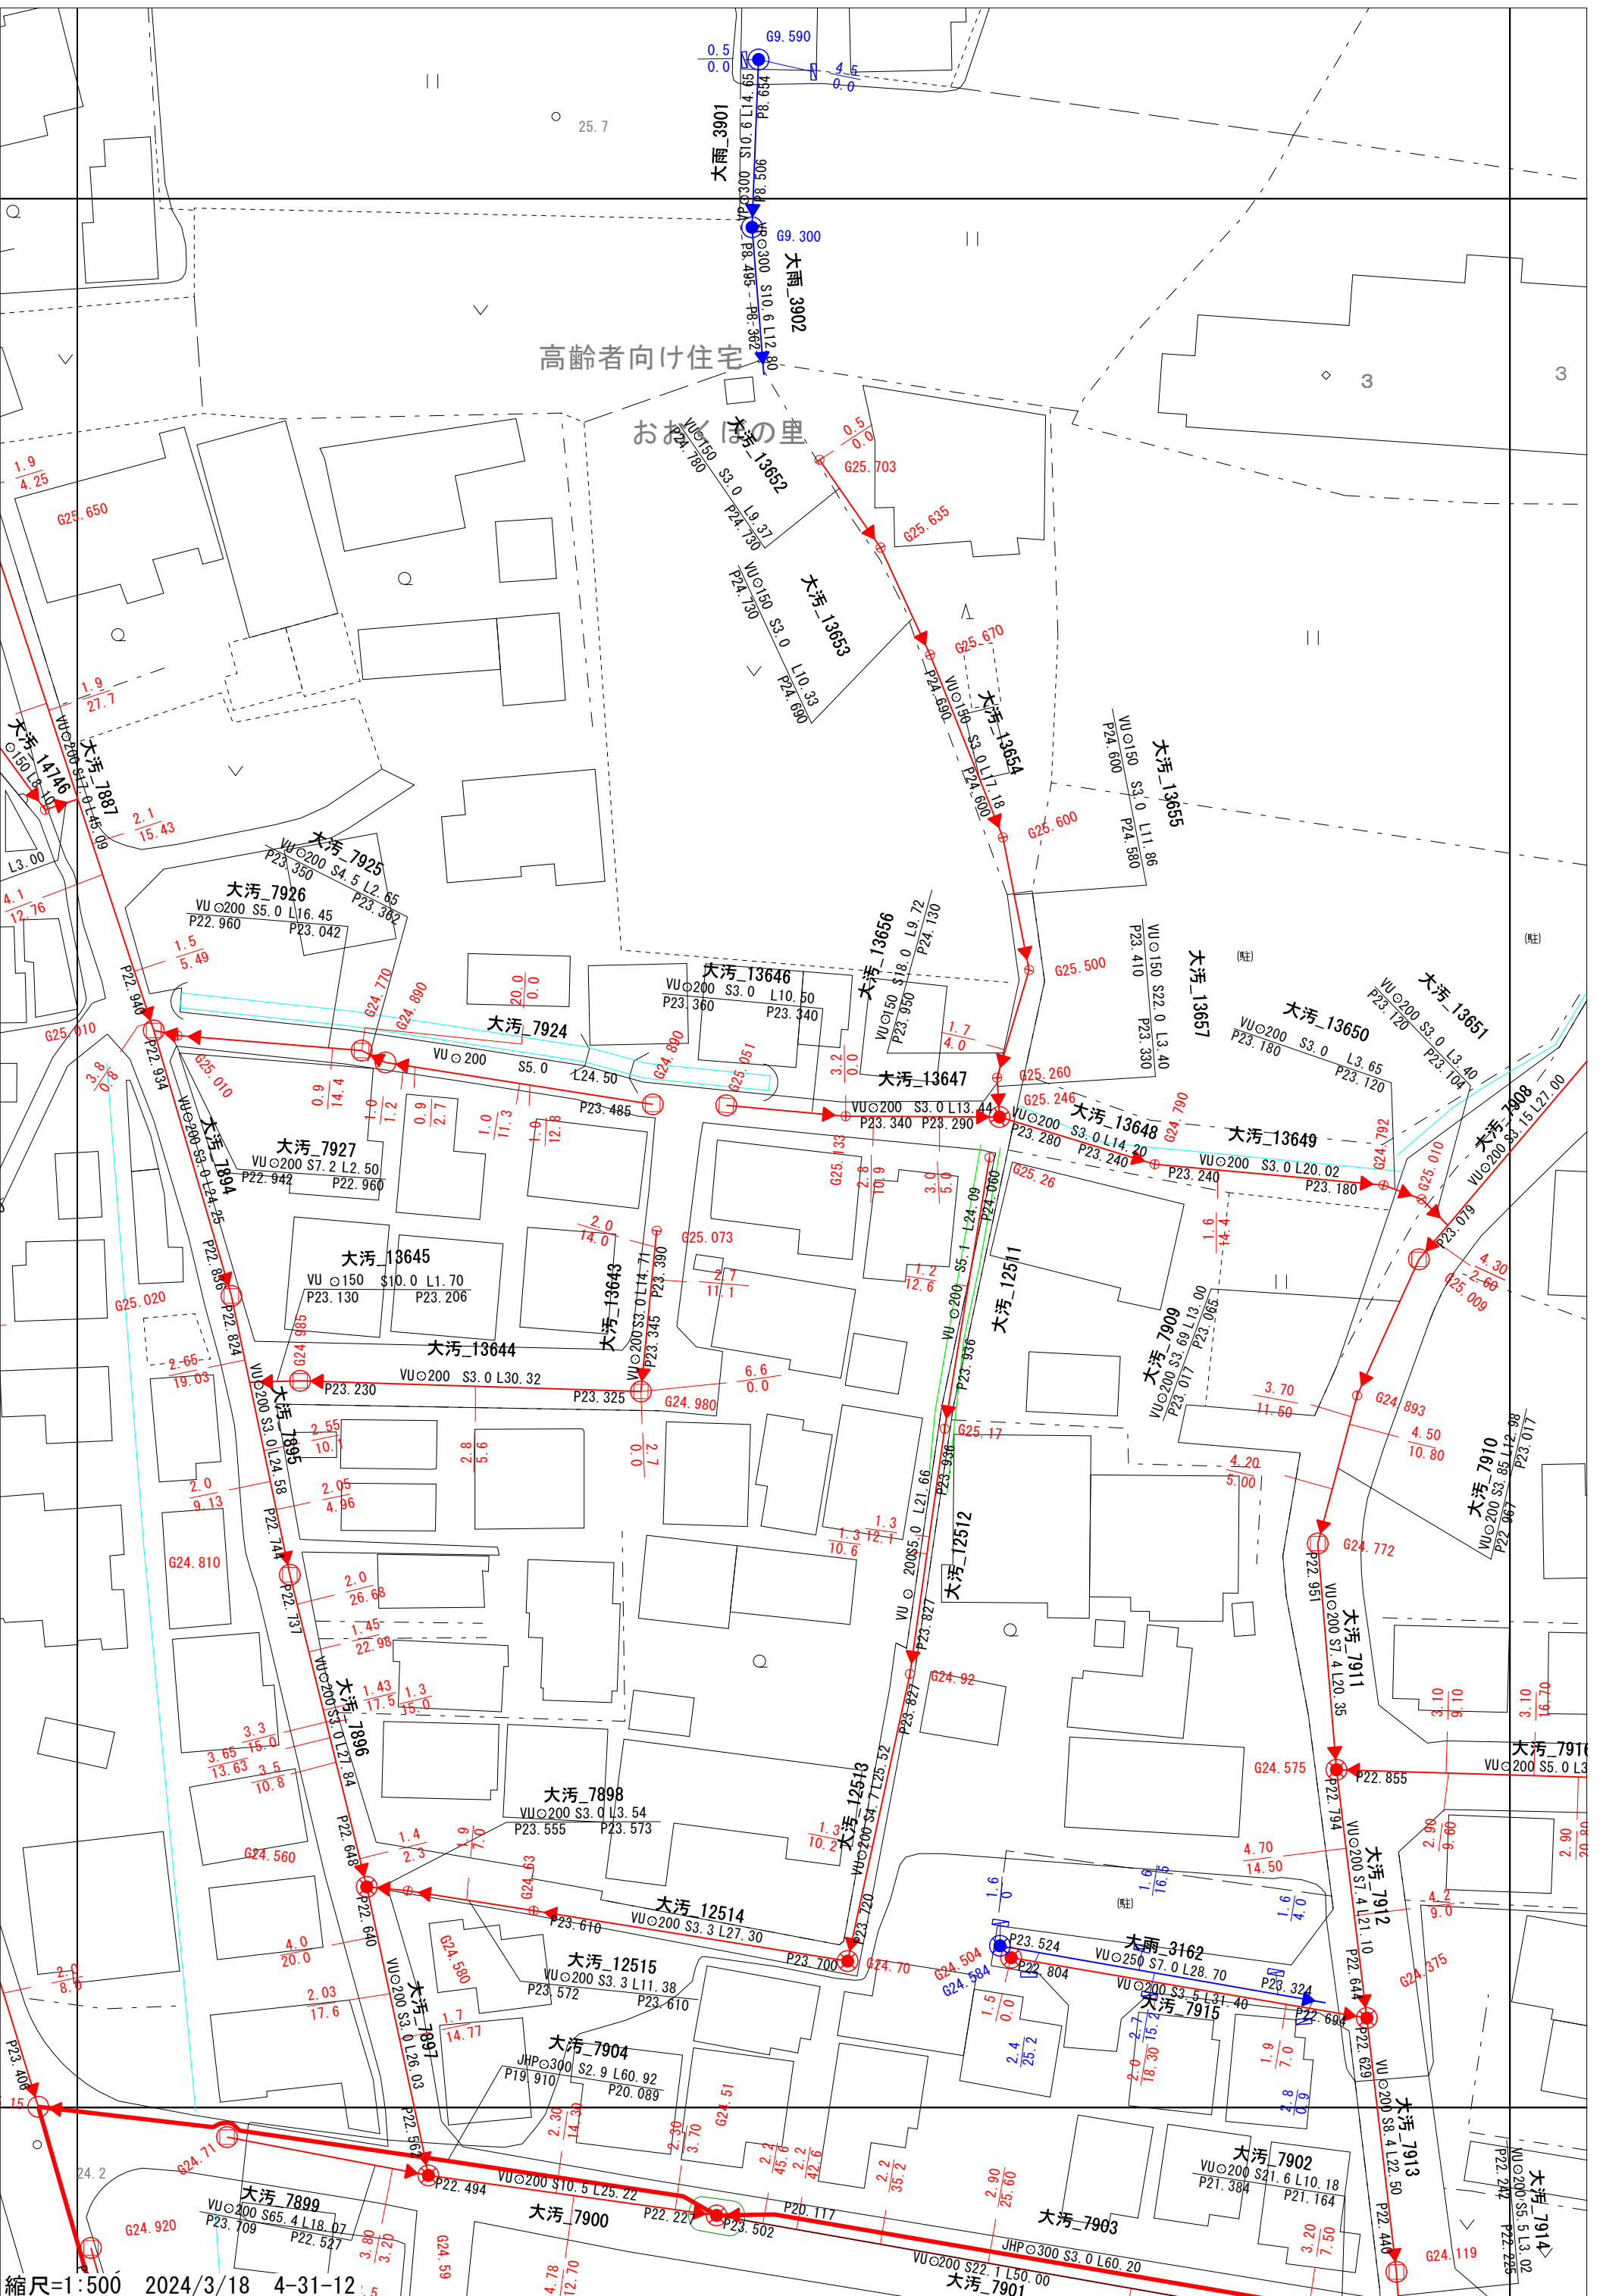 G9.590
0.5
0.0
4.5
0.0
P8.654
大雨_3901
VP⊙300 S10.6 L14.65
P8.506
25.7
G9.300
大雨_3902
VP⊙300 S10.6 L12.80
P8.495 P8.362
高齢者向け住宅
おおくぼの里
3
3
大汚_13652
VU⊙150 S3.0 L9.37
P24.780 P24.730
0.5
0.0
G25.703
G25.635
1.9
4.25
G25.650
大汚_13653
VU⊙150 S3.0 L10.33
P24.730 P24.690
G25.670
大汚_13654
VU⊙150 S3.0 L17.18
P24.690 P24.600
G25.600
大汚_13655
VU⊙150 S3.0 L11.86
P24.600 P24.580
1.9
27.7
大汚_14746
⊙150 L8.10
大汚_7887
VU⊙200 S17.0 L45.09
2.1
15.43
L3.00
4.1
12.76
大汚_7925
VU⊙200 S4.5 L2.65
P23.350 P23.362
大汚_7926
VU⊙200 S5.0 L16.45
P22.960 P23.042
1.5
5.49
P22.940
G25.010
G24.770
G24.890
20.0
0.0
大汚_7924
VU⊙200 S5.0 L24.50
P23.485
G24.890
大汚_13646
VU⊙200 S3.0 L10.50
P23.360 P23.340
G25.051
大汚_13656
VU⊙150 S18.0 L9.72
P23.950 P24.130
1.7
4.0
G25.500
大汚_13657
VU⊙150 S22.0 L3.40
P23.410 P23.330
(駐)
(駐)
大汚_13650
VU⊙200 S3.0 L3.65
P23.180 P23.120
大汚_13651
VU⊙200 S3.0 L3.40
P23.120 P23.104
3.2
0.0
大汚_13647
VU⊙200 S3.0 L13.44
P23.340 P23.290
G25.260
G25.246
大汚_13648
VU⊙200 S3.0 L14.20
P23.280 P23.240
G24.790
大汚_13649
VU⊙200 S3.0 L20.02
P23.240 P23.180
G24.792
G25.010
大汚_7908
VU⊙200 S3.15 L27.00
P23.079
3.8
0.8
P22.934
G25.010
0.9
14.4
1.0
1.2
0.9
2.7
1.0
11.3
1.0
12.8
G25.133
2.8
10.9
3.0
5.0
G25.26
大汚_7894
VU⊙200 S3.0 L24.25
P22.856
大汚_7927
VU⊙200 S7.2 L2.50
P22.942 P22.960
2.0
14.0
G25.073
1.6
14.4
4.30
2.60
G25.009
大汚_13645
VU ⊙150 S10.0 L1.70
P23.130 P23.206
大汚_13643
VU⊙200 S3.0 L14.71
P23.345 P23.390
2.7
11.1
1.2
12.6
大汚_12511
VU ⊙200 S5.1 L24.09
P23.936 P24.060
大汚_7909
VU⊙200 S3.69 L13.00
P23.017 P23.065
G25.020
P22.824
2.65
19.03
G24.985
大汚_13644
VU⊙200 S3.0 L30.32
P23.230 P23.325
6.6
0.0
G24.980
3.70
11.50
G24.893
4.50
10.80
大汚_7895
VU⊙200 S3.0 L24.58
P22.744
2.55
10.1
2.8
5.6
2.7
0.0
G25.17
4.20
5.00
大汚_7910
VU⊙200 S3.85 L12.98
P22.967 P23.017
2.0
9.13
2.05
4.96
1.3
12.1
1.3
10.6
大汚_12512
VU ⊙ 200 S5.0 L21.66
P23.827 P23.936
G24.810
G24.772
P22.951
2.0
26.68
P22.737
1.45
22.98
大汚_7911
VU⊙200 S7.4 L20.35
大汚_7896
VU⊙200 S3.0 L27.84
P22.648
1.43
17.5
1.3
15.0
3.3
15.0
3.65
13.63
3.5
10.8
G24.92
P23.827
3.10
9.10
3.10
16.70
大汚_7916
VU⊙200 S5.0 L3
P22.855
G24.575
P22.794
大汚_7898
VU⊙200 S3.0 L3.54
P23.555 P23.573
大汚_12513
VU⊙200 S4.7 L25.52
P23.720
1.3
10.2
G24.560
1.4
2.3
1.9
7.0
G24.63
4.70
14.50
2.90
9.60
2.90
20.80
大汚_7912
VU⊙200 S7.4 L21.10
P22.644
4.2
9.0
G24.375
大汚_12514
VU⊙200 S3.3 L27.30
P23.610 P23.700
G24.70
1.6
0
1.6
16.5
1.6
4.0
(駐)
P22.640
4.0
20.0
G24.580
大汚_12515
VU⊙200 S3.3 L11.38
P23.572 P23.610
G24.504
G24.584
P23.524
大雨_3162
VU⊙250 S7.0 L28.70
P23.324
P22.804
VU⊙200 S3.5 L31.40
大汚_7915
P22.694
2.0
8.0
2.03
17.6
大汚_7897
VU⊙200 S3.0 L26.03
P22.562
1.7
14.77
1.5
0.0
2.4
25.2
2.7
15.2
2.0
18.30
1.9
7.0
2.8
0.9
P22.629
大汚_7913
VU⊙200 S8.4 L22.50
P22.440
P23.406
大汚_7904
JHP⊙300 S2.9 L60.92
P19.910 P20.089
G24.51
.15
24.2
G24.71
2.30
14.30
2.30
3.70
2.2
45.6
2.2
42.6
2.2
35.2
2.90
25.60
大汚_7902
VU⊙200 S21.6 L10.18
P21.384 P21.164
大汚_7914
VU⊙200 S5.5 L3.02
P22.242 P22.225
P22.494
VU⊙200 S10.5 L25.22
大汚_7900
P22.227
P23.502
P20.117
大汚_7903
JHP⊙300 S3.0 L60.20
大汚_7899
VU⊙200 S65.4 L18.07
P23.709 P22.527
G24.920
3.80
3.20
G24.59
4.78
12.70
3.20
7.50
G24.119
VU⊙200 S22.1 L50.00
大汚_7901
縮尺=1:500 2024/3/18 4-31-12